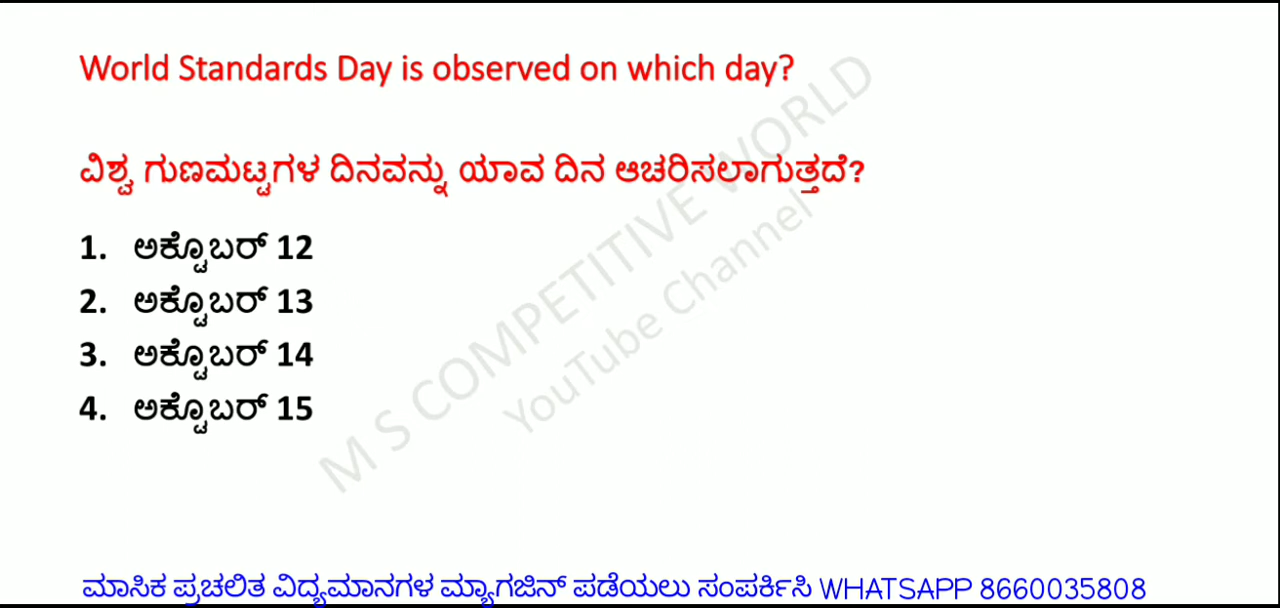 World Standards Day is observed on which day?
ವಿಶ್ವ ಗುಣಮಟ್ಟಗಳ ದಿನವನ್ನು ಯಾವ ದಿನ ಆಚರಿಸಲಾಗುತ್ತದೆ?
1. ಅಕ್ಟೊಬರ್ 12
2. ಅಕ್ಟೊಬರ್ 13
3. ಅಕ್ಟೊಬರ್ 14
4. ಅಕ್ಟೊಬರ್ 15
M S COMPETITIVE WORLD
YouTube Channel
ಮಾಸಿಕ ಪ್ರಚಲಿತ ವಿದ್ಯಮಾನಗಳ ಮ್ಯಾಗಜಿನ್ ಪಡೆಯಲು ಸಂಪರ್ಕಿಸಿ WHATSAPP 8660035808